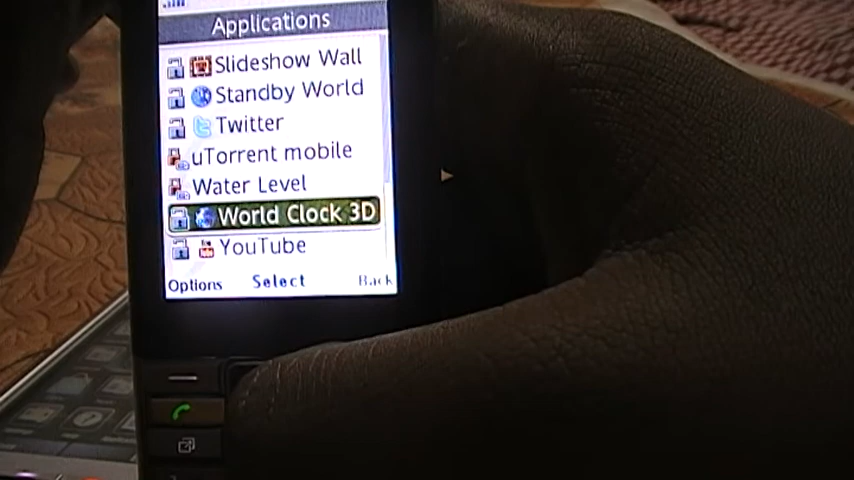 Applications
Slideshow Wall
Standby World
Twitter
uTorrent mobile
Water Level
World Clock 3D
YouTube
Options Select Back